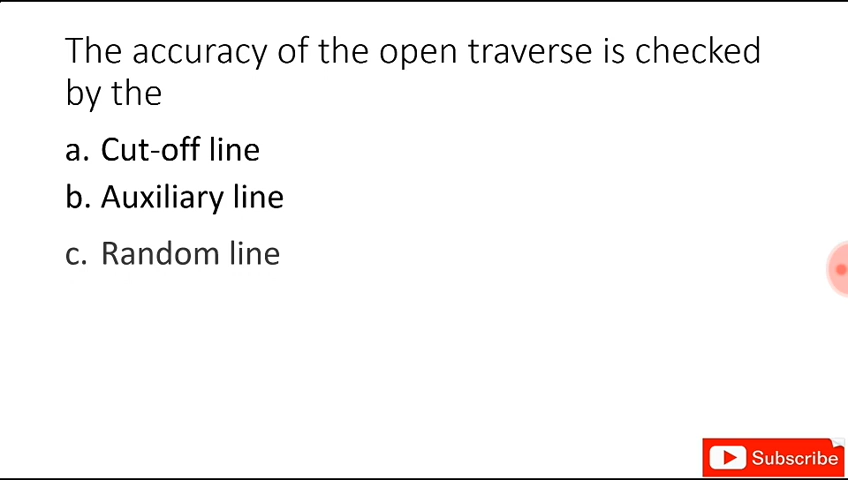 The accuracy of the open traverse is checked
by the
a. Cut-off line
b. Auxiliary line
c. Random line
Subscribe